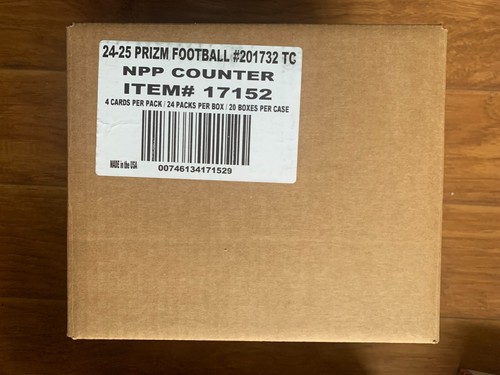 24-25 PRIZM FOOTBALL #201732 TC
NPP COUNTER
ITEM# 17152
4 CARDS PER PACK / 24 PACKS PER BOX / 20 BOXES PER CASE
MADE in the USA
00746134171529